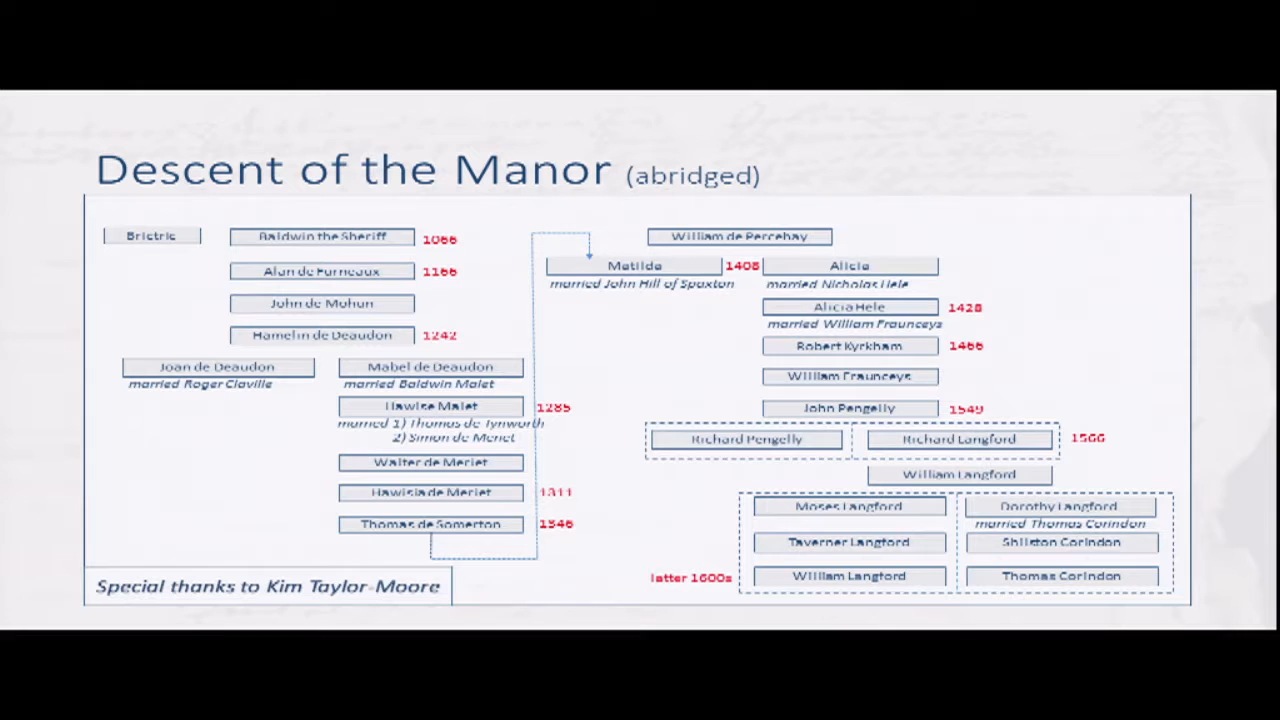 Descent of the Manor (abridged)
Brictric
Baldwin the Sheriff 1066
Alan de Furneaux 1166
John de Mohun
Hamelin de Deaudon 1242
Joan de Deaudon
married Roger Claville
Mabel de Deaudon
married Baldwin Malet
Hawise Malet 1285
married 1) Thomas de Tynworth
2) Simon de Meriet
Walter de Meriet
Hawisia de Meriet 1311
Thomas de Somerton 1346
William de Percehay
Matilda 1408
married John Hill of Spaxton
Alicia
married Nicholas Hele
Alicia Hele 1428
married William Fraunceys
Robert Kyrkham 1466
William Fraunceys
John Pengelly 1549
Richard Pengelly
Richard Langford 1566
William Langford
Moses Langford
Dorothy Langford
married Thomas Corindon
Taverner Langford
Shilston Corindon
latter 1600s
William Langford
Thomas Corindon
Special thanks to Kim Taylor-Moore